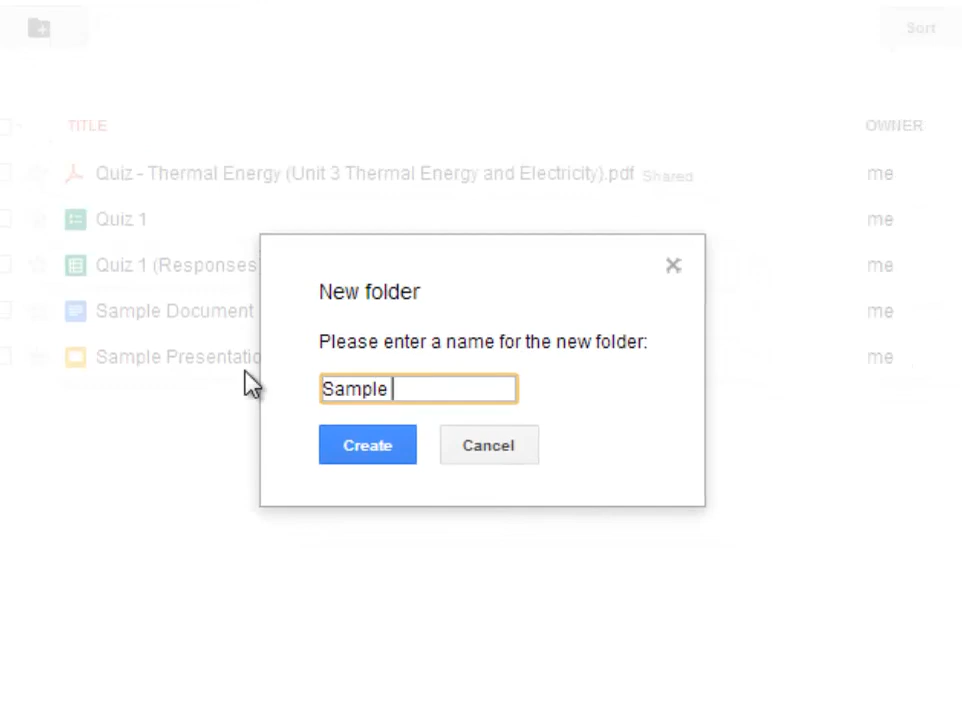 Sort
TITLE OWNER
Quiz - Thermal Energy (Unit 3 Thermal Energy and Electricity).pdf Shared me
Quiz 1 me
Quiz 1 (Responses) me
Sample Document me
Sample Presentatio me
New folder
Please enter a name for the new folder:
Sample
Create Cancel